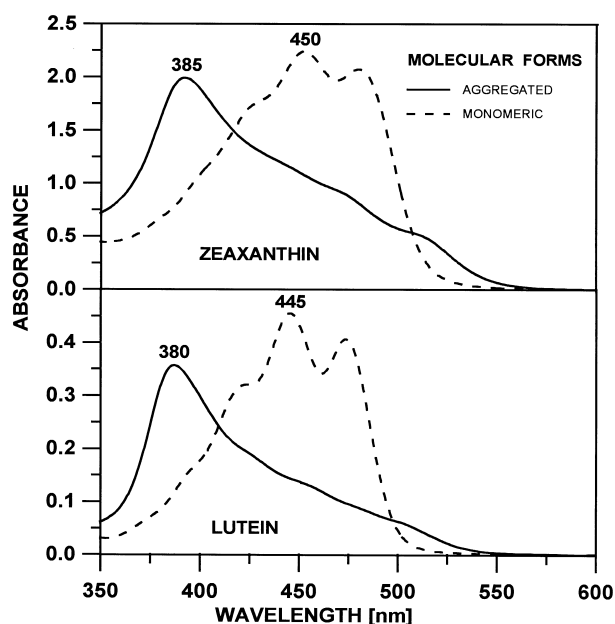 2.5
385
450
MOLECULAR FORMS
2.0
AGGREGATED
MONOMERIC
1.5
1.0
0.5
ZEAXANTHIN
0.0
ABSORBANCE
445
0.4
380
0.3
0.2
0.1
LUTEIN
0.0
350 400 450 500 550 600
WAVELENGTH [nm]